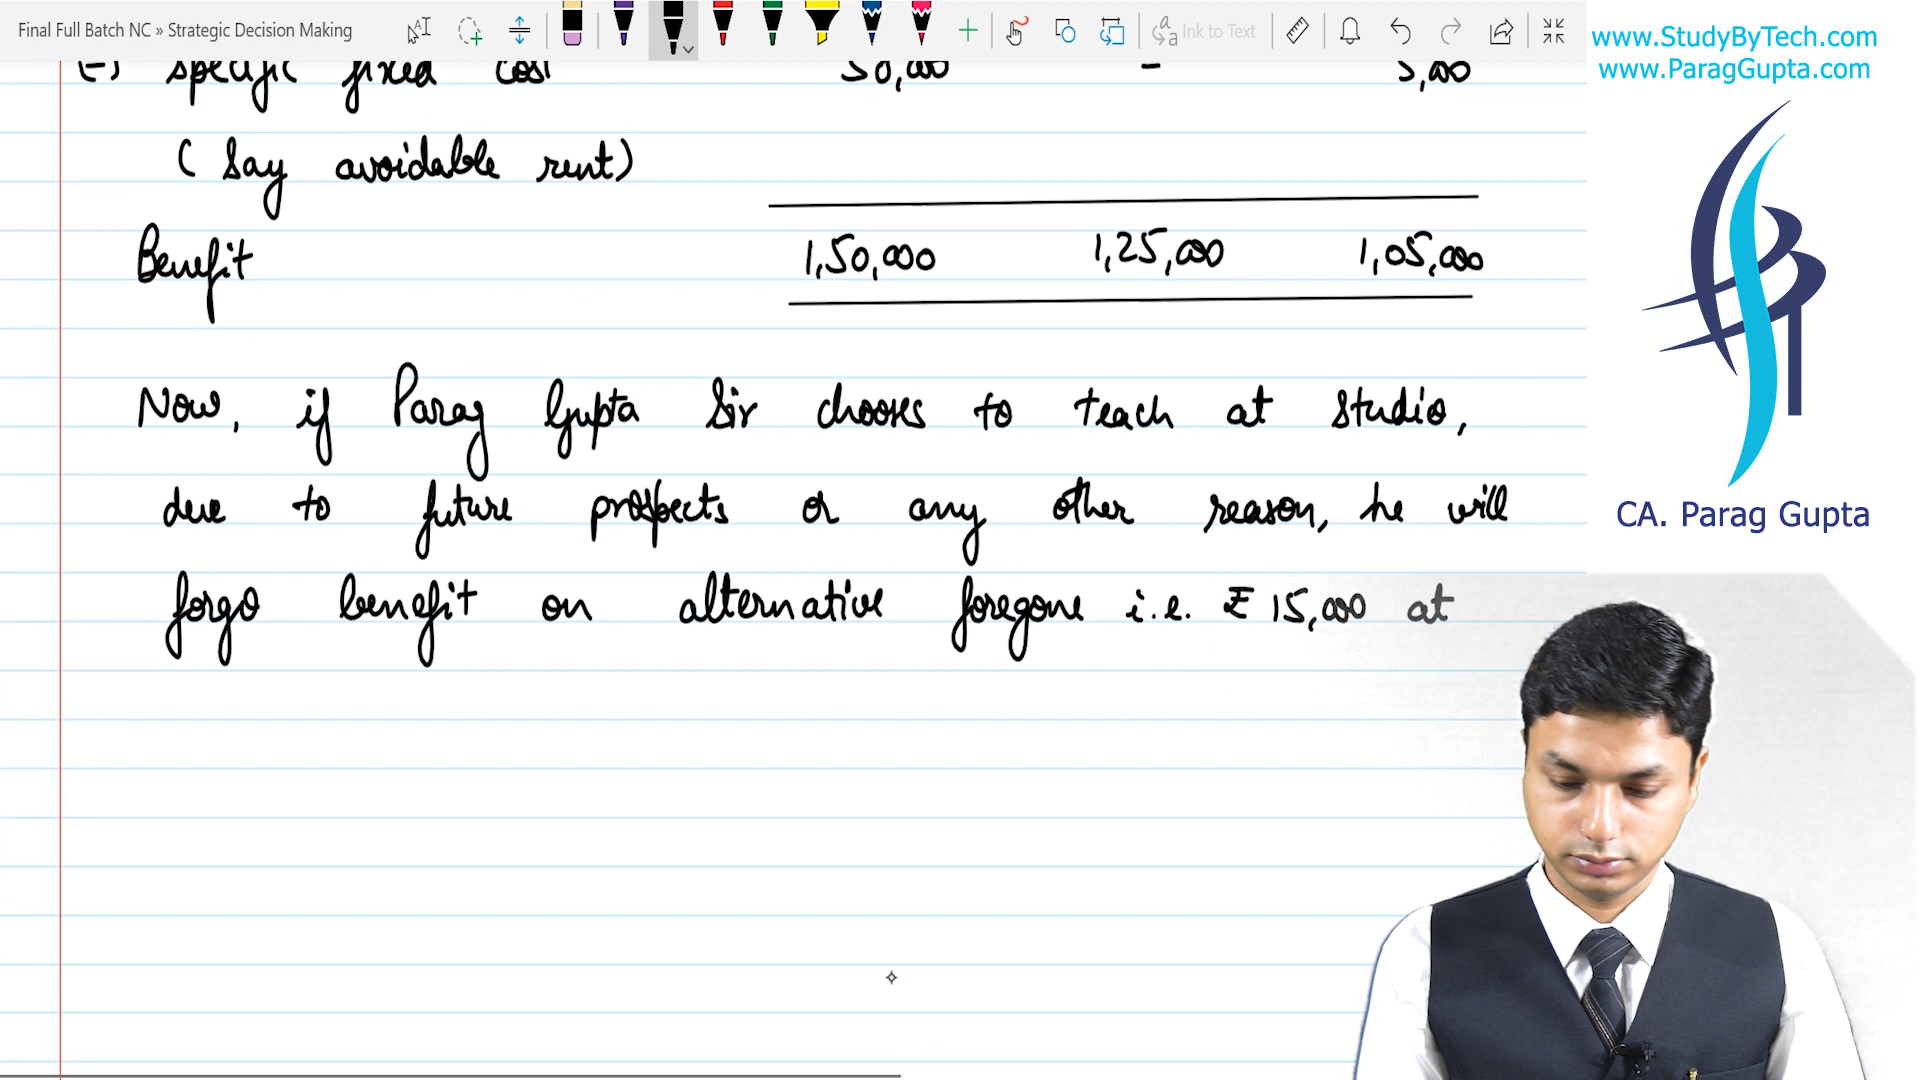 Final Full Batch NC » Strategic Decision Making
Ink to Text
www.StudyByTech.com
www.ParagGupta.com
(-) specific fixed cost 50,000 - 5,000
(Say avoidable rent)
Benefit 1,50,000 1,25,000 1,05,000
Now, if Parag Gupta Sir chooses to teach at Studio,
due to future prospects or any other reason, he will
forgo benefit on alternative foregone i.e. ₹ 15,000 at
CA. Parag Gupta